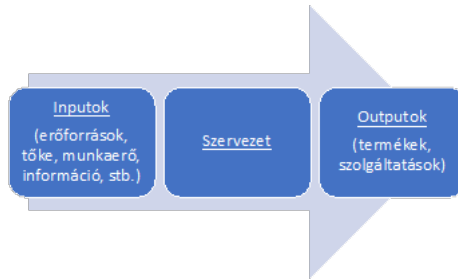 Inputok
(erőforrások,
tőke, munkaerő,
információ, stb.)
Szervezet
Outputok
(termékek,
szolgáltatások)